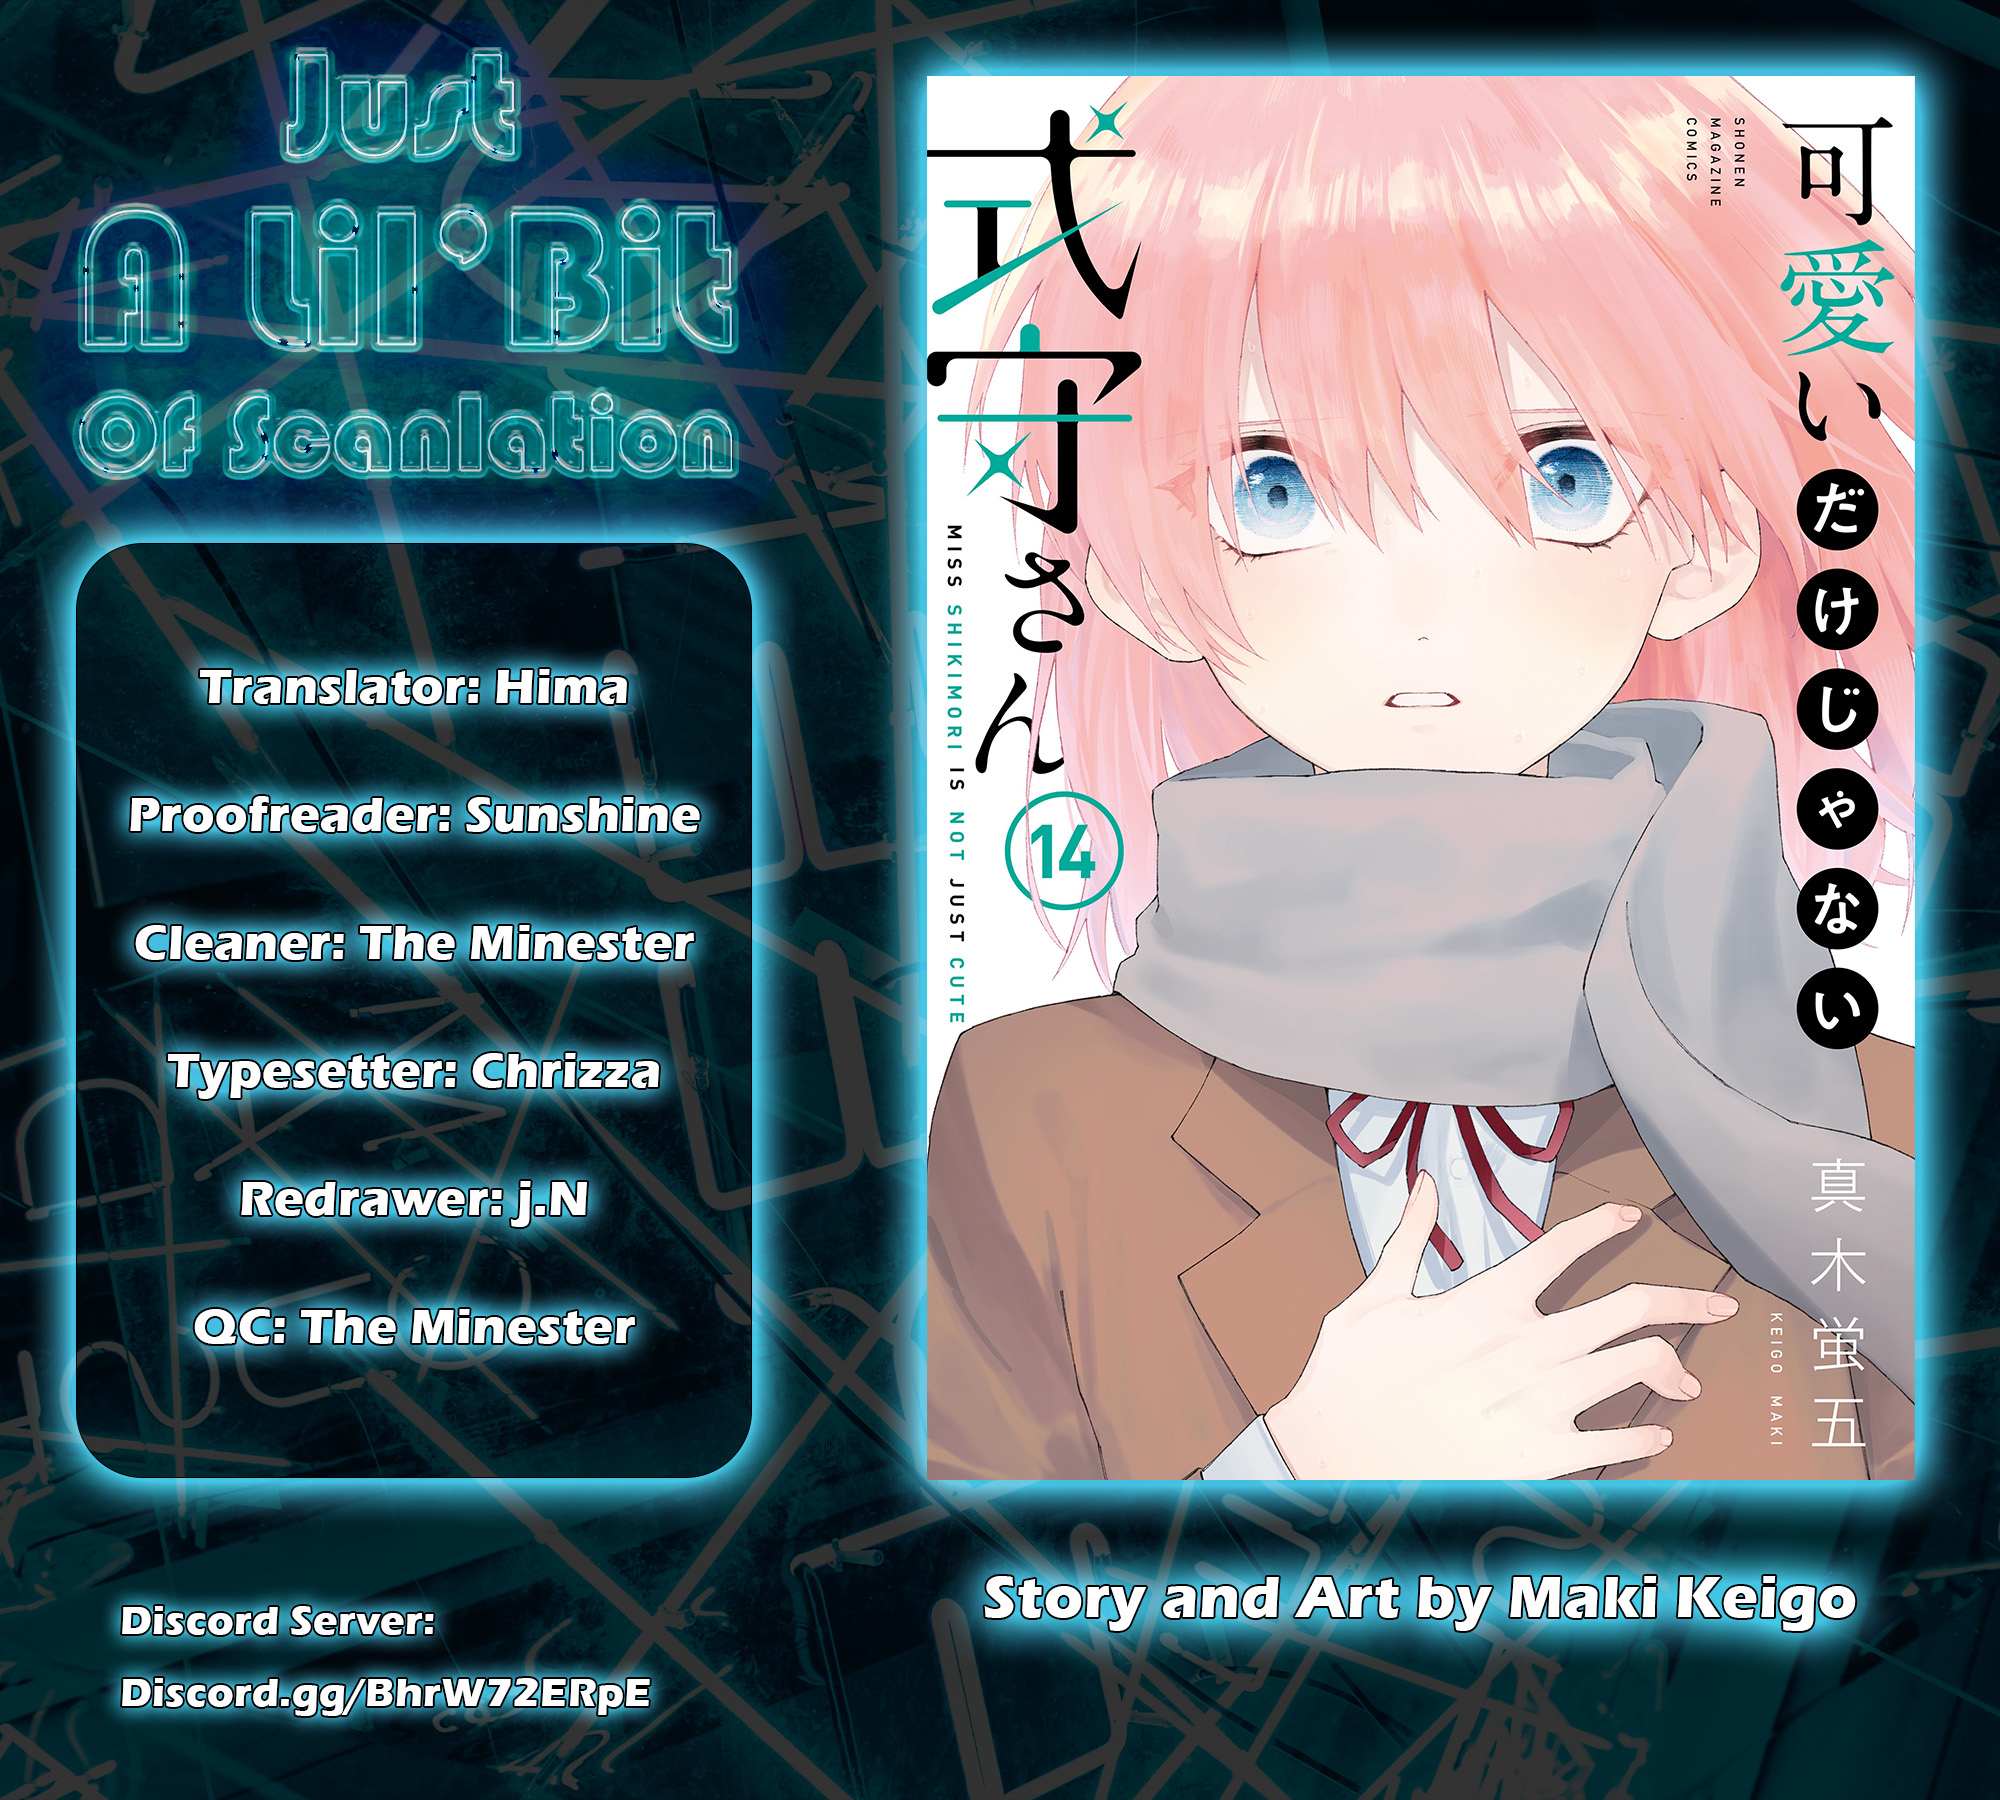 Just
A Lil' Bit
Of Scanlation
Translator: Hima
Proofreader: Sunshine
Cleaner: The Minester
Typesetter: Chrizza
Redrawer: j.N
QC: The Minester
Discord Server:
Discord.gg/BhrW72ERpE
可愛いだけじゃない
式守さん
14
SHONEN
MAGAZINE
COMICS
MISS SHIKIMORI IS NOT JUST CUTE
真木蛍五
KEIGO MAKI
Story and Art by Maki Keigo